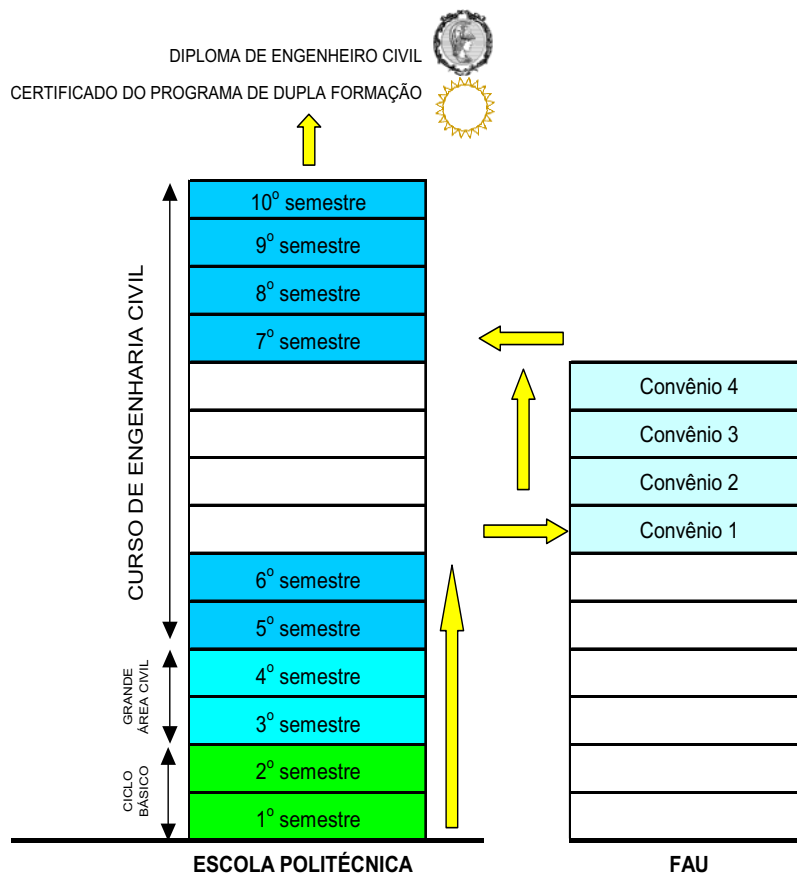 DIPLOMA DE ENGENHEIRO CIVIL
CERTIFICADO DO PROGRAMA DE DUPLA FORMAÇÃO
10º semestre
9º semestre
8º semestre
7º semestre
Convênio 4
Convênio 3
Convênio 2
Convênio 1
6º semestre
5º semestre
4º semestre
3º semestre
2º semestre
1º semestre
CURSO DE ENGENHARIA CIVIL
GRANDE
ÁREA CIVIL
CICLO
BÁSICO
ESCOLA POLITÉCNICA
FAU